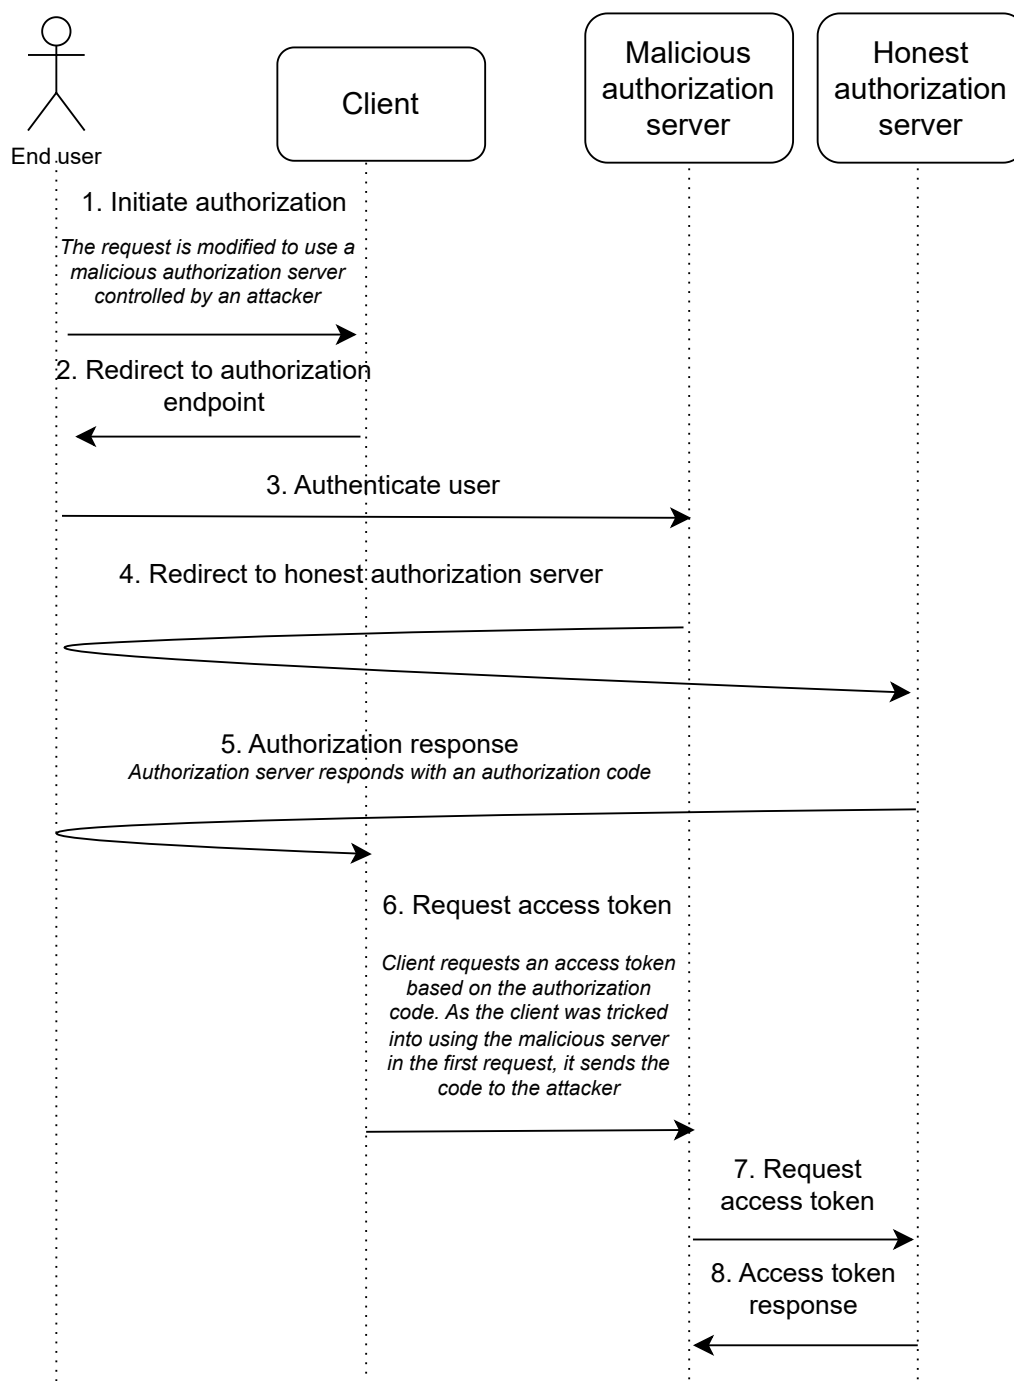 End user
Client
Malicious
authorization
server
Honest
authorization
server
1. Initiate authorization
The request is modified to use a
malicious authorization server
controlled by an attacker
2. Redirect to authorization
endpoint
3. Authenticate user
4. Redirect to honest authorization server
5. Authorization response
Authorization server responds with an authorization code
6. Request access token
Client requests an access token
based on the authorization
code. As the client was tricked
into using the malicious server
in the first request, it sends the
code to the attacker
7. Request
access token
8. Access token
response